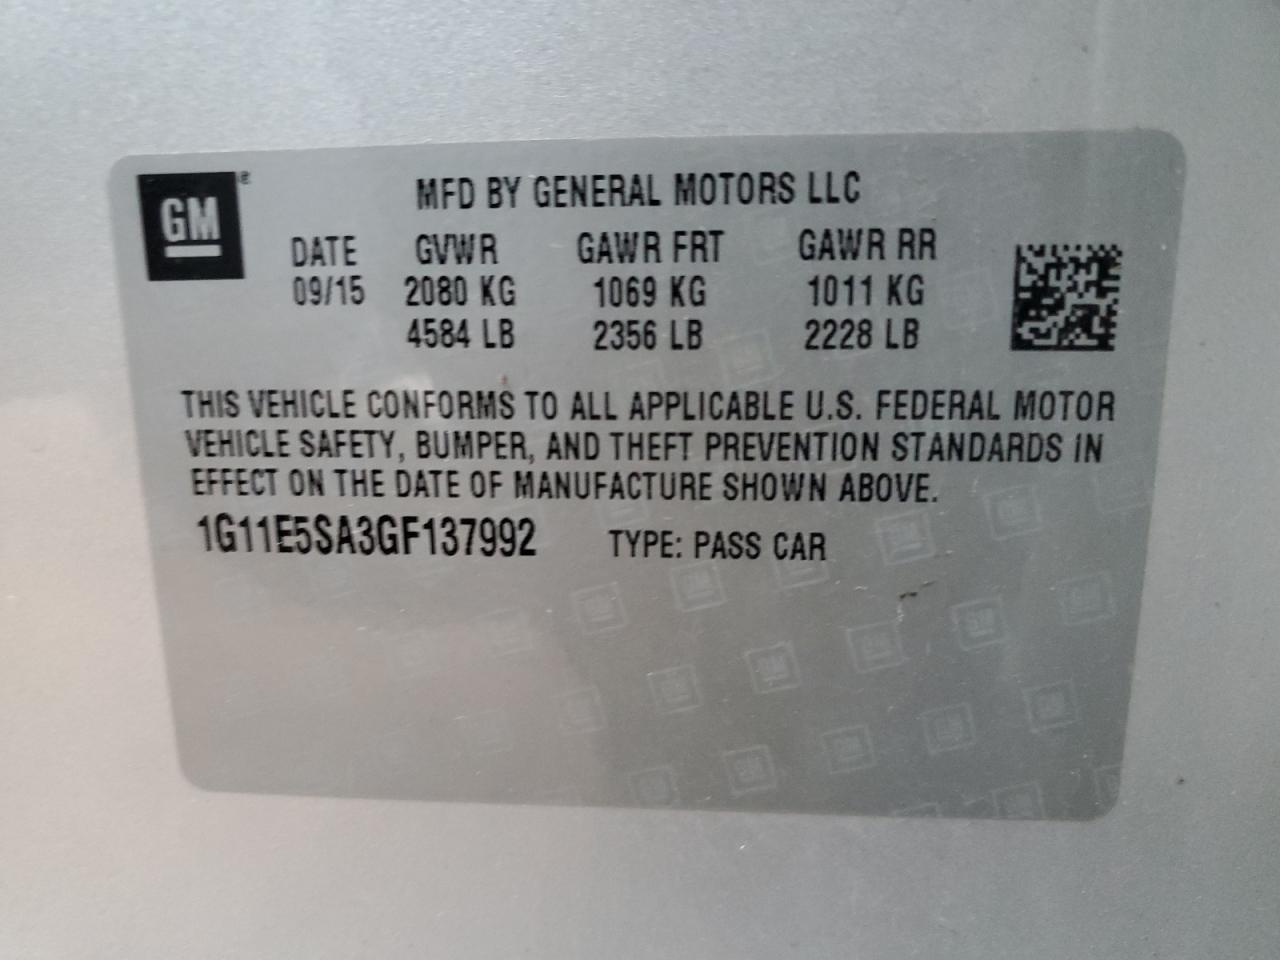 GM®
MFD BY GENERAL MOTORS LLC
DATE GVWR GAWR FRT GAWR RR
09/15 2080 KG 1069 KG 1011 KG
4584 LB 2356 LB 2228 LB
THIS VEHICLE CONFORMS TO ALL APPLICABLE U.S. FEDERAL MOTOR
VEHICLE SAFETY, BUMPER, AND THEFT PREVENTION STANDARDS IN
EFFECT ON THE DATE OF MANUFACTURE SHOWN ABOVE.
1G11E5SA3GF137992 TYPE: PASS CAR